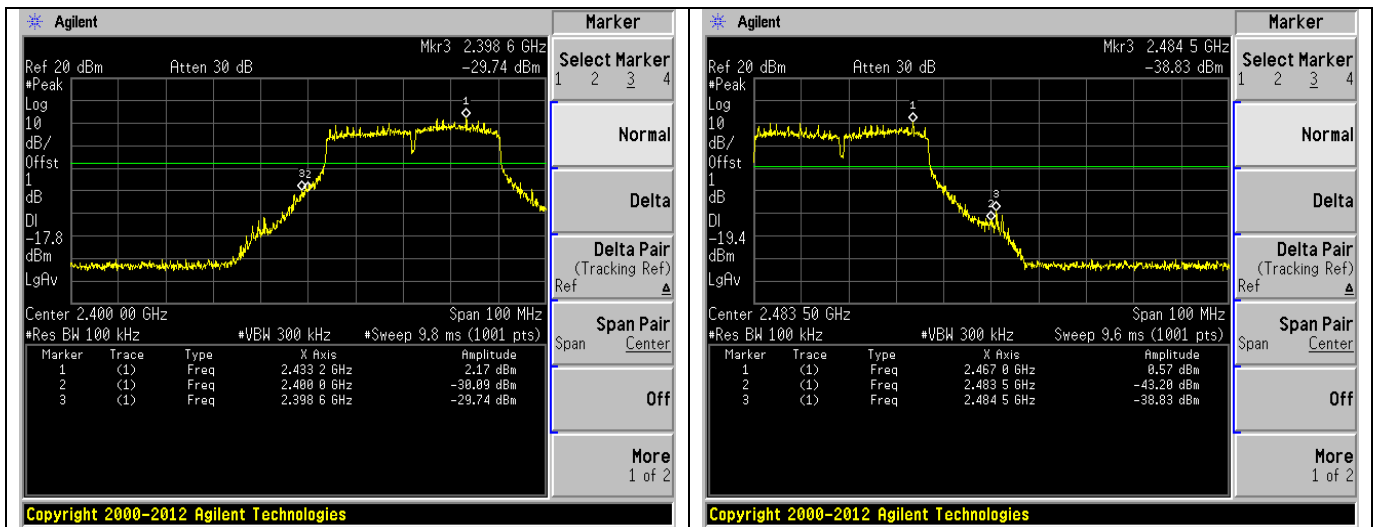 Agilent
Marker
Mkr3 2.398 6 GHz
Ref 20 dBm Atten 30 dB -29.74 dBm
#Peak
Log
10
dB/
Offst
1
dB
DI
-17.8
dBm
LgAv
1
3 2
Center 2.400 00 GHz Span 100 MHz
#Res BW 100 kHz #VBW 300 kHz #Sweep 9.8 ms (1001 pts)
Marker Trace Type X Axis Amplitude
1 (1) Freq 2.433 2 GHz 2.17 dBm
2 (1) Freq 2.400 0 GHz -30.09 dBm
3 (1) Freq 2.398 6 GHz -29.74 dBm
Select Marker
1 2 3 4
Normal
Delta
Delta Pair
(Tracking Ref)
Ref Δ
Span Pair
Span Center
Off
More
1 of 2
Copyright 2000-2012 Agilent Technologies
Agilent
Marker
Mkr3 2.484 5 GHz
Ref 20 dBm Atten 30 dB -38.83 dBm
#Peak
Log
10
dB/
Offst
1
dB
DI
-19.4
dBm
LgAv
1
3
2
Center 2.483 50 GHz Span 100 MHz
#Res BW 100 kHz #VBW 300 kHz Sweep 9.6 ms (1001 pts)
Marker Trace Type X Axis Amplitude
1 (1) Freq 2.467 0 GHz 0.57 dBm
2 (1) Freq 2.483 5 GHz -43.20 dBm
3 (1) Freq 2.484 5 GHz -38.83 dBm
Select Marker
1 2 3 4
Normal
Delta
Delta Pair
(Tracking Ref)
Ref Δ
Span Pair
Span Center
Off
More
1 of 2
Copyright 2000-2012 Agilent Technologies